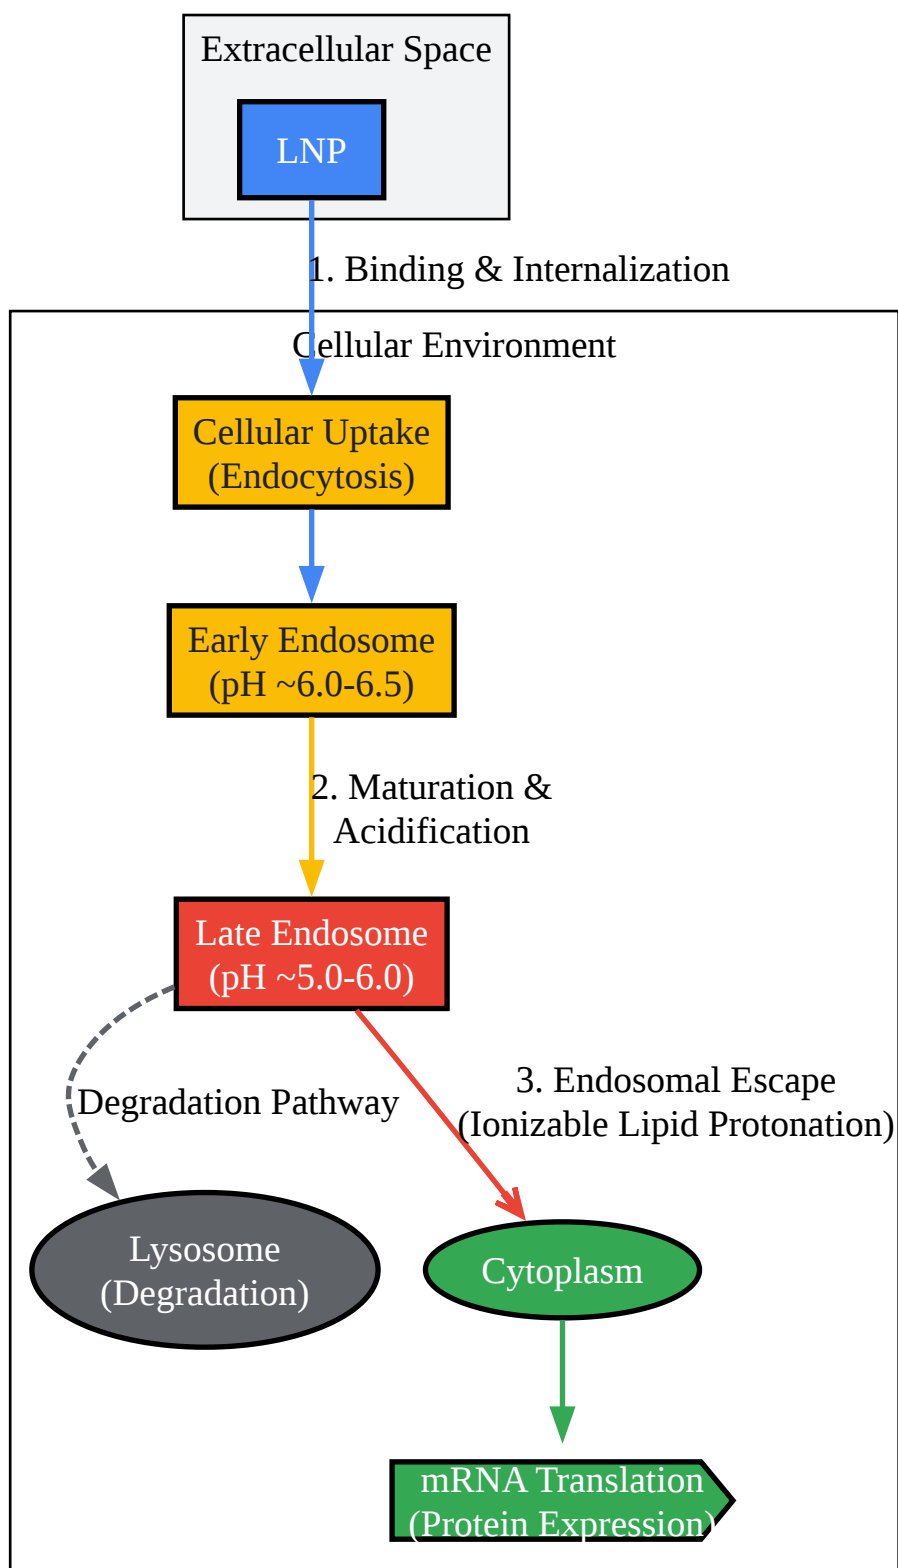 Extracellular Space
LNP
1. Binding & Internalization
Cellular Environment
Cellular Uptake
(Endocytosis)
Early Endosome
(pH ~6.0-6.5)
2. Maturation &
Acidification
Late Endosome
(pH ~5.0-6.0)
3. Endosomal Escape
(Ionizable Lipid Protonation)
Degradation Pathway
Lysosome
(Degradation)
Cytoplasm
mRNA Translation
(Protein Expression)